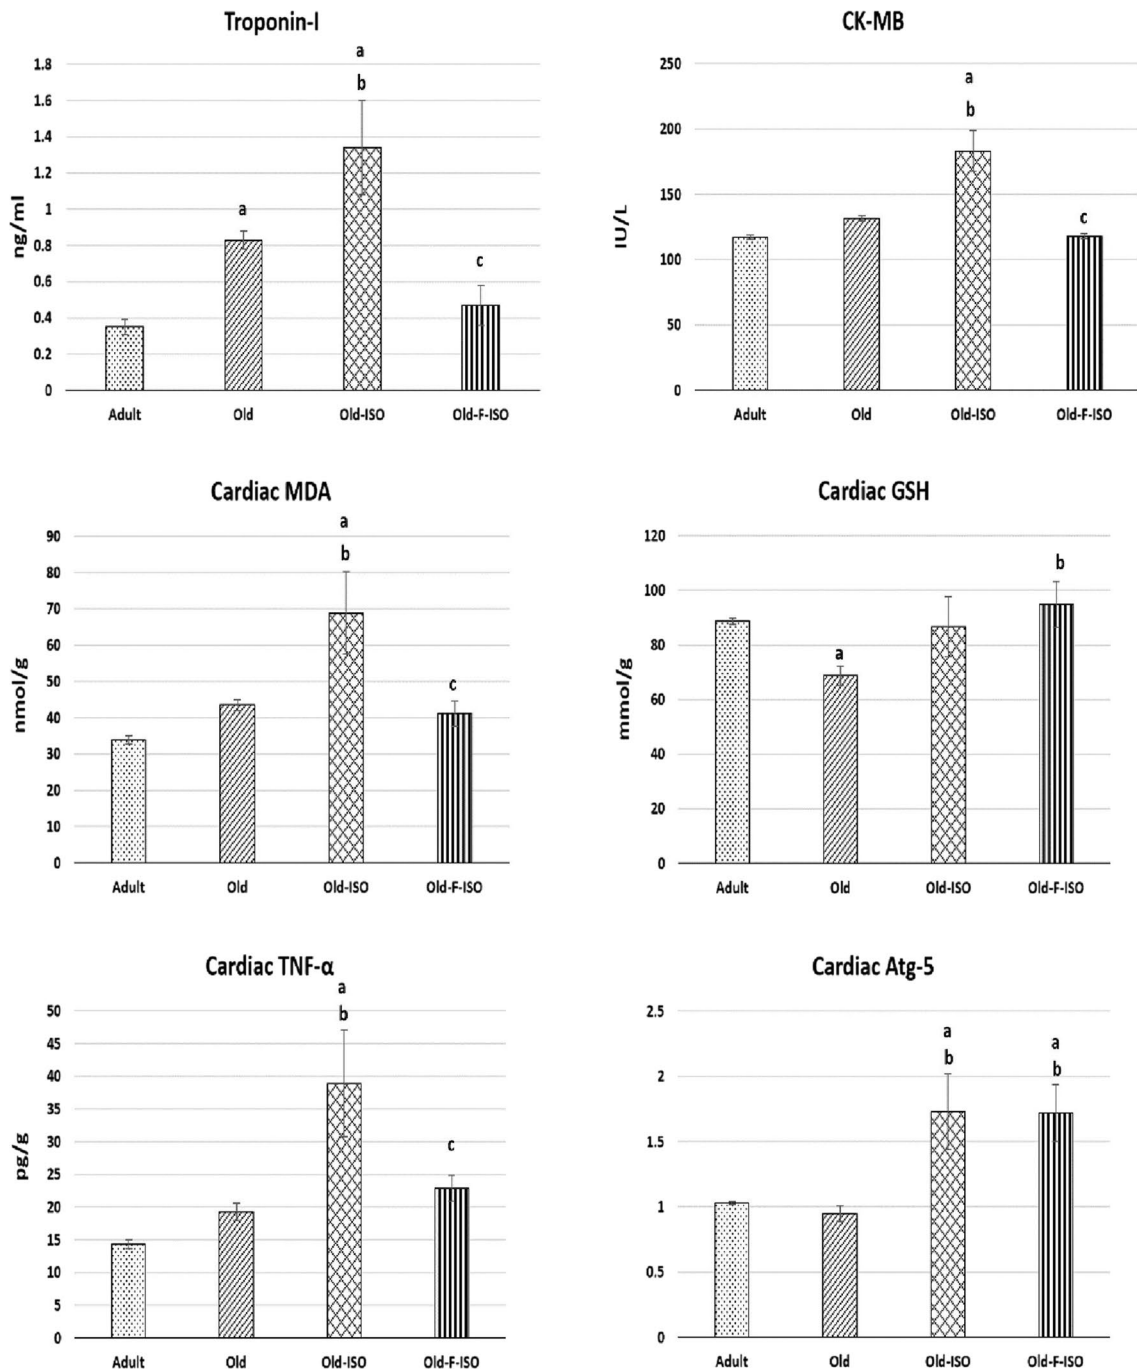 Troponin-I
a
1.8
a
b
1.6
1.4
1.2
ng/ml
1
a
0.8
c
0.6
0.4
0.2
0
Adult Old Old-ISO Old-F-ISO
CK-MB
250
a
b
200
150
IU/L
c
100
50
0
Adult Old Old-ISO Old-F-ISO
Cardiac MDA
90
a
b
80
70
60
nmol/g
50
c
40
30
20
10
0
Adult Old Old-ISO Old-F-ISO
Cardiac GSH
120
b
100
80
a
mmol/g
60
40
20
0
Adult Old Old-ISO Old-F-ISO
Cardiac TNF-α
a
50
b
45
40
35
pg/g
30
c
25
20
15
10
5
0
Adult Old Old-ISO Old-F-ISO
Cardiac Atg-5
2.5
a a
b b
2
1.5
1
0.5
0
Adult Old Old-ISO Old-F-ISO